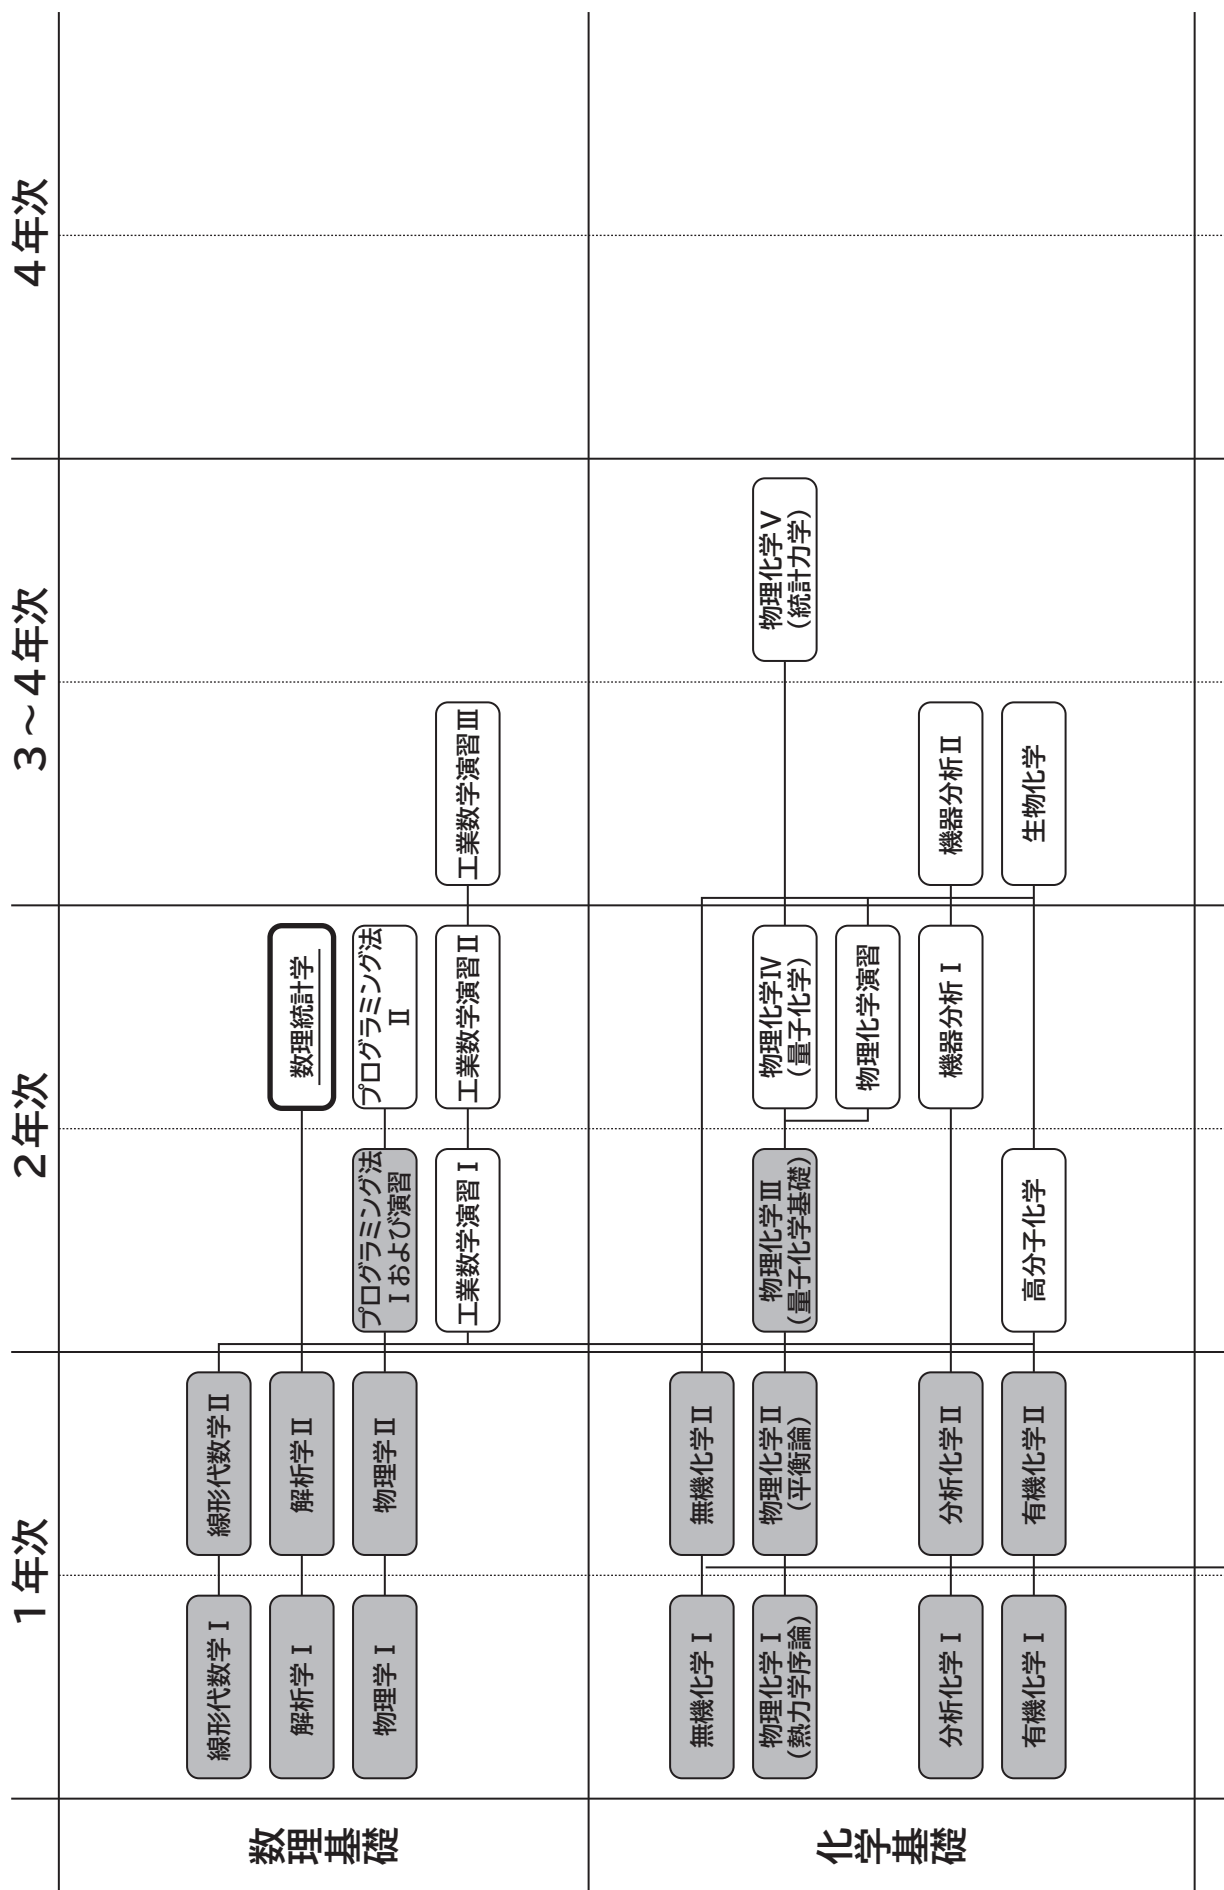 1年次
2年次
3～4年次
4年次
数理基礎
線形代数学Ⅰ
線形代数学Ⅱ
解析学Ⅰ
解析学Ⅱ
数理統計学
物理学Ⅰ
物理学Ⅱ
プログラミング法
Ⅰおよび演習
プログラミング法
Ⅱ
工業数学演習Ⅰ
工業数学演習Ⅱ
工業数学演習Ⅲ
化学基礎
無機化学Ⅰ
無機化学Ⅱ
物理化学Ⅰ
（熱力学序論）
物理化学Ⅱ
（平衡論）
物理化学Ⅲ
（量子化学基礎）
物理化学Ⅳ
（量子化学）
物理化学Ⅴ
（統計力学）
物理化学演習
分析化学Ⅰ
分析化学Ⅱ
機器分析Ⅰ
機器分析Ⅱ
有機化学Ⅰ
有機化学Ⅱ
高分子化学
生物化学